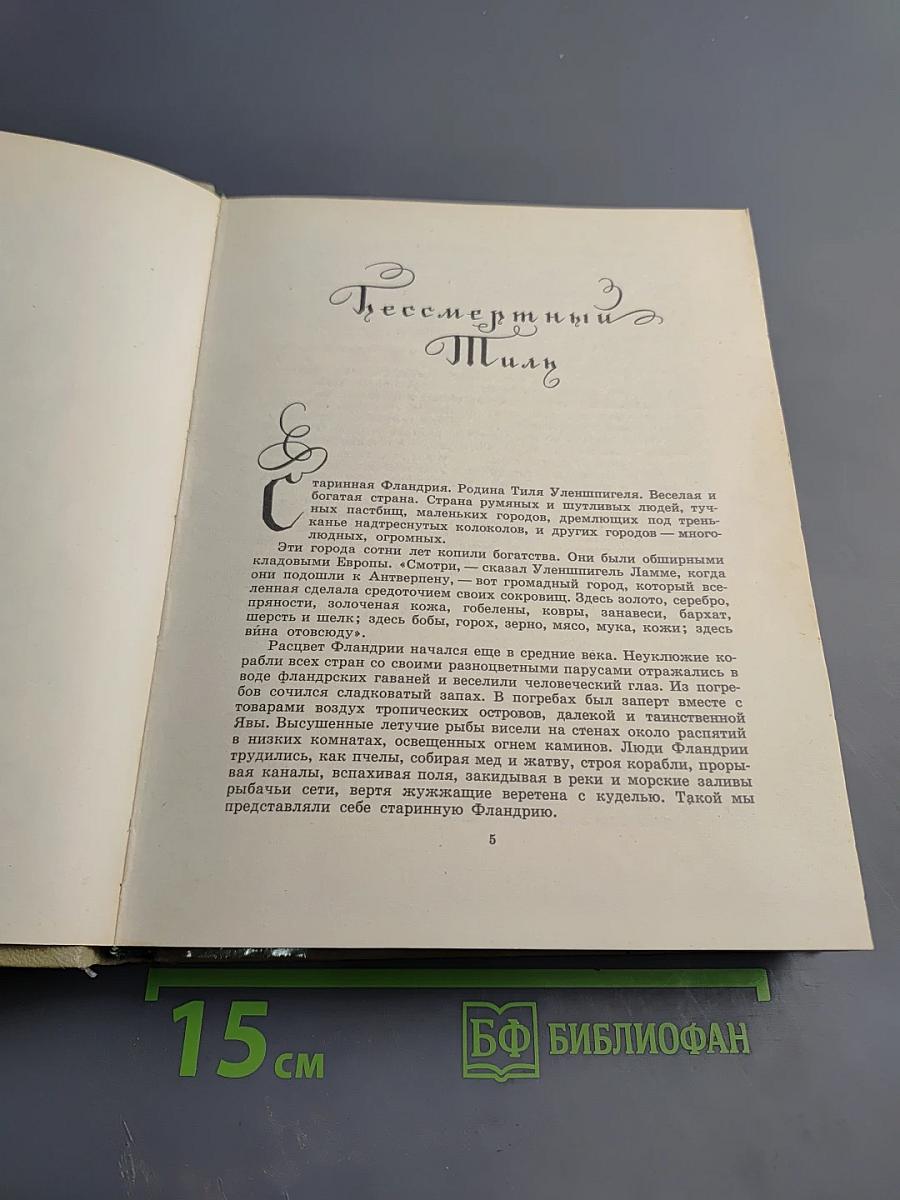 Бессмертный
Тиль
Старинная Фландрия. Родина Тиля Уленшпигеля. Веселая и
богатая страна. Страна румяных и шутливых людей, туч-
ных пастбищ, маленьких городов, дремлющих под трень-
канье надтреснутых колоколов, и других городов — много-
людных, огромных.
Эти города сотни лет копили богатства. Они были обширными
кладовыми Европы. «Смотри, — сказал Уленшпигель Ламме, когда
они подошли к Антверпену, — вот громадный город, который все-
ленная сделала средоточием своих сокровищ. Здесь золото, серебро,
пряности, золоченая кожа, гобелены, ковры, занавеси, бархат,
шерсть и шелк; здесь бобы, горох, зерно, мясо, мука, кожи; здесь
ви́на отовсюду».
Расцвет Фландрии начался еще в средние века. Неуклюжие ко-
рабли всех стран со своими разноцветными парусами отражались в
воде фландрских гаваней и веселили человеческий глаз. Из погре-
бов сочился сладковатый запах. В погребах был заперт вместе с
товарами воздух тропических островов, далекой и таинственной
Явы. Высушенные летучие рыбы висели на стенах около распятий
в низких комнатах, освещенных огнем каминов. Люди Фландрии
трудились, как пчелы, собирая мед и жатву, строя корабли, проры-
вая каналы, вспахивая поля, закидывая в реки и морские заливы
рыбачьи сети, вертя жужжащие веретена с куделью. Такой мы
представляли себе старинную Фландрию.
5
15 см
БФ БИБЛИОФАН